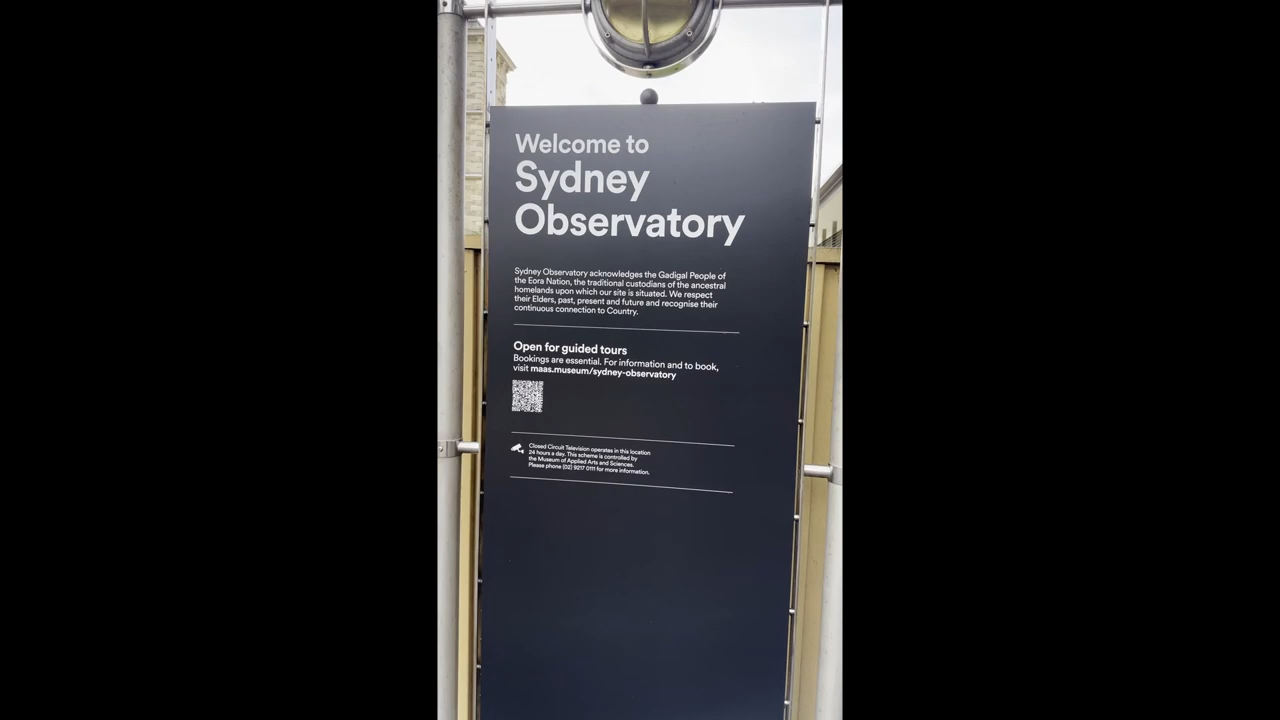 Welcome to
Sydney
Observatory
Sydney Observatory acknowledges the Gadigal People of
the Eora Nation, the traditional custodians of the ancestral
homelands upon which our site is situated. We respect
their Elders, past, present and future and recognise their
continuous connection to Country.
Open for guided tours
Bookings are essential. For information and to book,
visit maas.museum/sydney-observatory
Closed Circuit Television operates in this location
24 hours a day. This scheme is controlled by
the Museum of Applied Arts and Sciences.
Please phone (02) 9217 0111 for more information.